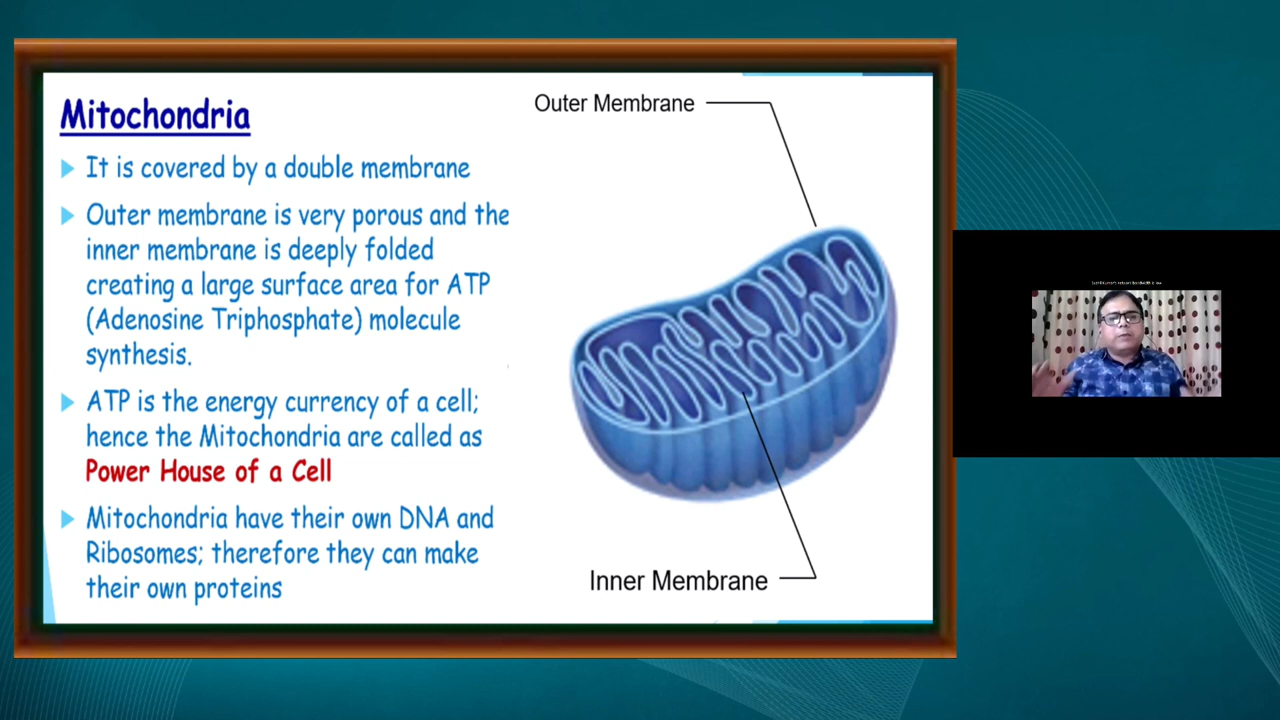 Mitochondria
It is covered by a double membrane
Outer membrane is very porous and the
inner membrane is deeply folded
creating a large surface area for ATP
(Adenosine Triphosphate) molecule
synthesis.
ATP is the energy currency of a cell;
hence the Mitochondria are called as
Power House of a Cell
Mitochondria have their own DNA and
Ribosomes; therefore they can make
their own proteins
Outer Membrane
Inner Membrane